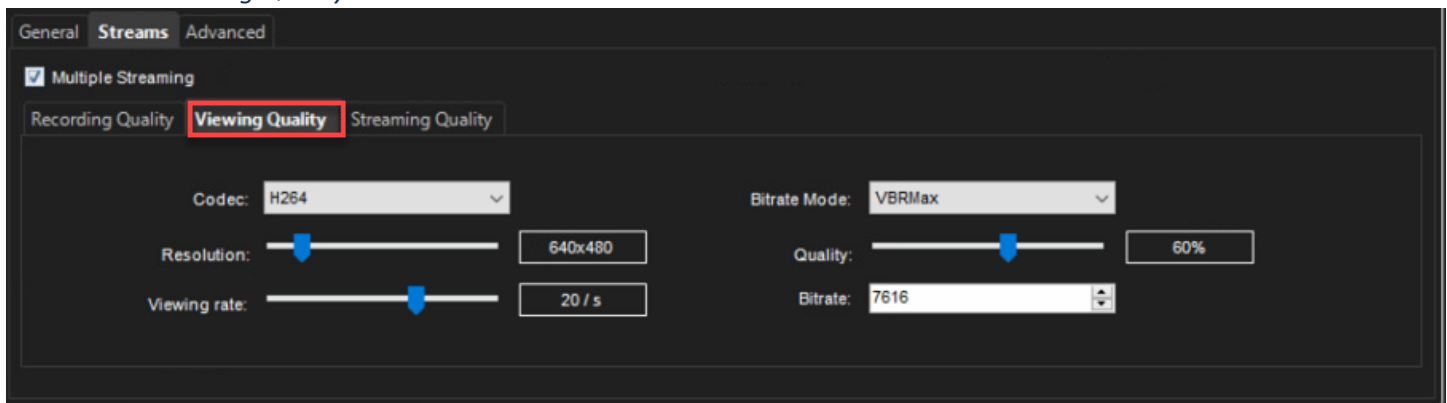 General Streams Advanced
Multiple Streaming
Recording Quality Viewing Quality Streaming Quality
Codec: H264 Bitrate Mode: VBRMax
Resolution: 640x480 Quality: 60%
Viewing rate: 20 / s Bitrate: 7616